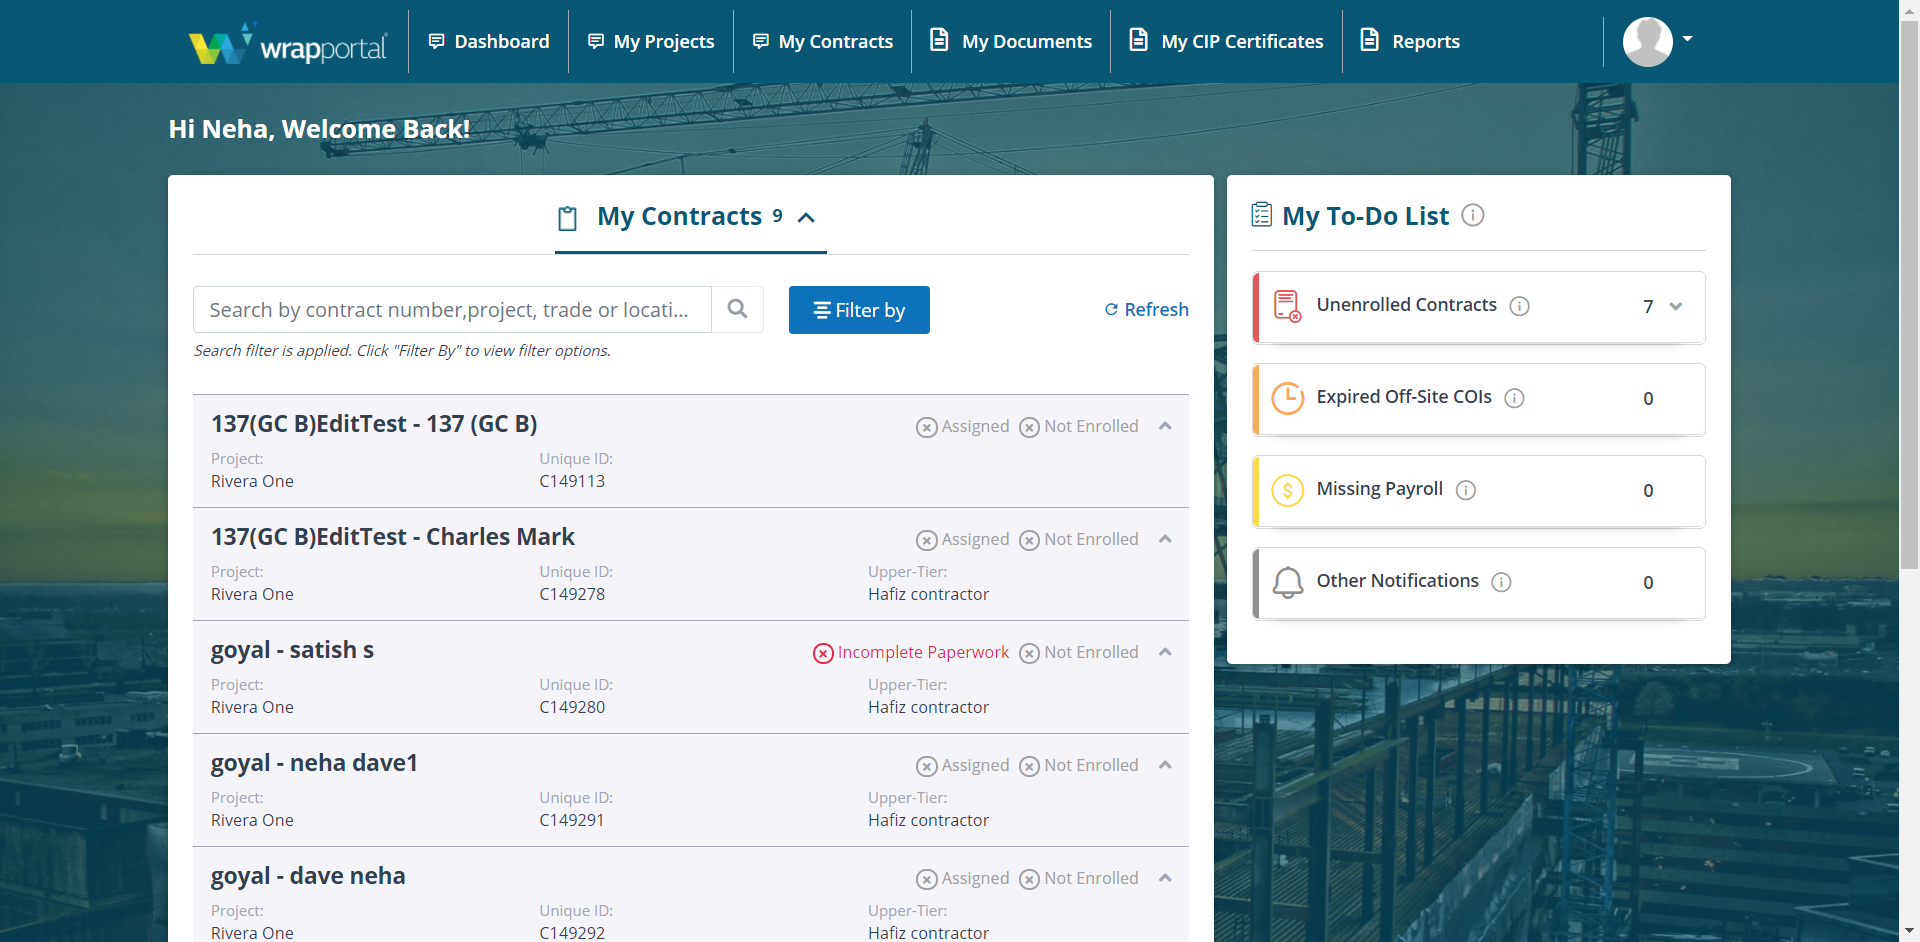 wrapportal
Dashboard
My Projects
My Contracts
My Documents
My CIP Certificates
Reports
Hi Neha, Welcome Back!
My Contracts 9
Search by contract number,project, trade or locati...
Filter by
Refresh
Search filter is applied. Click "Filter By" to view filter options.
137(GC B)EditTest - 137 (GC B)
Assigned Not Enrolled
Project: Unique ID:
Rivera One C149113
137(GC B)EditTest - Charles Mark
Assigned Not Enrolled
Project: Unique ID: Upper-Tier:
Rivera One C149278 Hafiz contractor
goyal - satish s
Incomplete Paperwork Not Enrolled
Project: Unique ID: Upper-Tier:
Rivera One C149280 Hafiz contractor
goyal - neha dave1
Assigned Not Enrolled
Project: Unique ID: Upper-Tier:
Rivera One C149291 Hafiz contractor
goyal - dave neha
Assigned Not Enrolled
Project: Unique ID: Upper-Tier:
Rivera One C149292 Hafiz contractor
My To-Do List
Unenrolled Contracts 7
Expired Off-Site COIs 0
Missing Payroll 0
Other Notifications 0